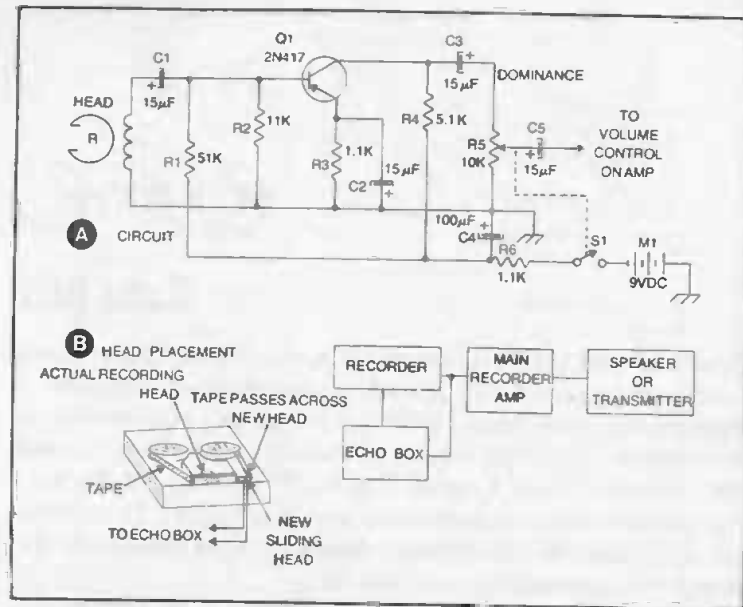 Q1
2N417
C1
+
15µF
HEAD
R
R1
51K
R2
11K
R3
1.1K
15µF
C2
+
R4
5.1K
C3
+
15µF
DOMINANCE
R5
10K
C5
+
15µF
TO
VOLUME
CONTROL
ON AMP
100µF
+
C4
R6
1.1K
S1
M1
9VDC
A CIRCUIT
B HEAD PLACEMENT
ACTUAL RECORDING
HEAD
TAPE PASSES ACROSS
NEW HEAD
TAPE
TO ECHO BOX
NEW
SLIDING
HEAD
RECORDER
MAIN
RECORDER
AMP
SPEAKER
OR
TRANSMITTER
ECHO BOX